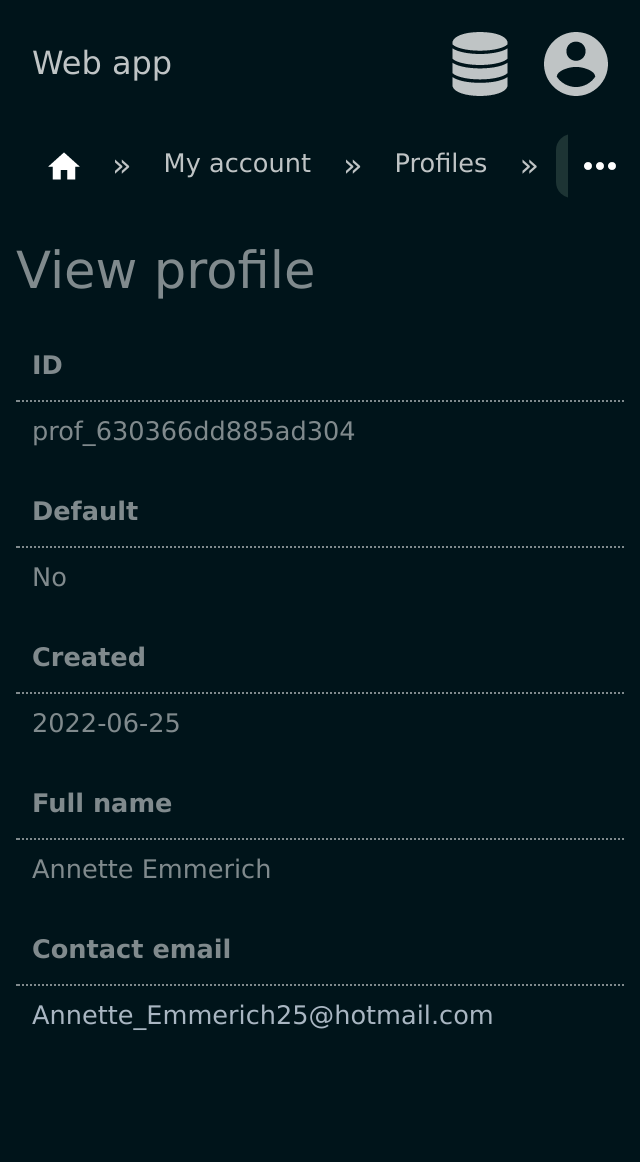 Web app
» My account » Profiles » •••
View profile
ID
prof_630366dd885ad304
Default
No
Created
2022-06-25
Full name
Annette Emmerich
Contact email
Annette_Emmerich25@hotmail.com